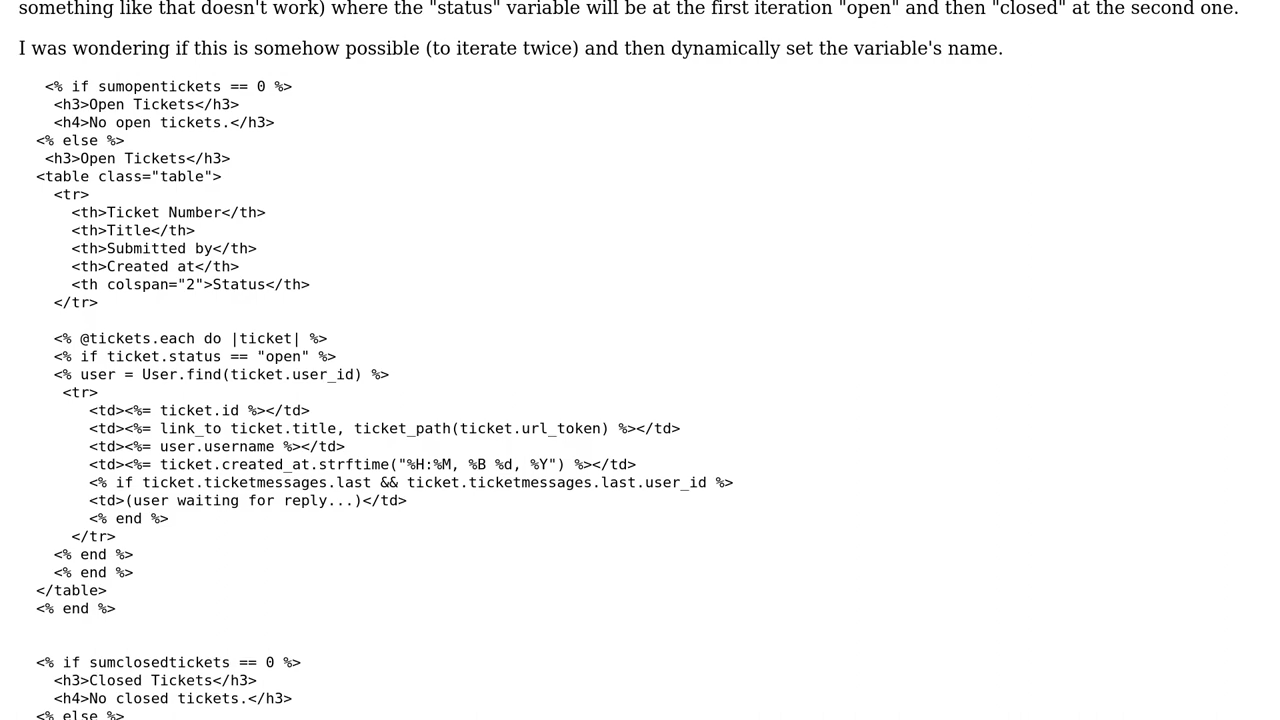 something like that doesn't work) where the "status" variable will be at the first iteration "open" and then "closed" at the second one.
I was wondering if this is somehow possible (to iterate twice) and then dynamically set the variable's name.
<% if sumopentickets == 0 %>
<h3>Open Tickets</h3>
<h4>No open tickets.</h3>
<% else %>
<h3>Open Tickets</h3>
<table class="table">
<tr>
<th>Ticket Number</th>
<th>Title</th>
<th>Submitted by</th>
<th>Created at</th>
<th colspan="2">Status</th>
</tr>
<% @tickets.each do |ticket| %>
<% if ticket.status == "open" %>
<% user = User.find(ticket.user_id) %>
<tr>
<td><%= ticket.id %></td>
<td><%= link_to ticket.title, ticket_path(ticket.url_token) %></td>
<td><%= user.username %></td>
<td><%= ticket.created_at.strftime("%H:%M, %B %d, %Y") %></td>
<% if ticket.ticketmessages.last && ticket.ticketmessages.last.user_id %>
<td>(user waiting for reply...)</td>
<% end %>
</tr>
<% end %>
<% end %>
</table>
<% end %>
<% if sumclosedtickets == 0 %>
<h3>Closed Tickets</h3>
<h4>No closed tickets.</h3>
<% else %>